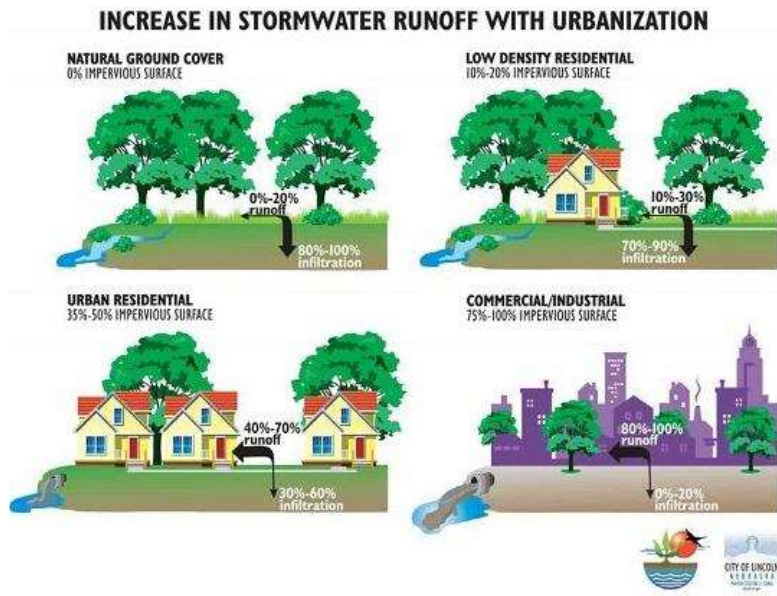 INCREASE IN STORMWATER RUNOFF WITH URBANIZATION
NATURAL GROUND COVER
0% IMPERVIOUS SURFACE
0%-20%
runoff
80%-100%
infiltration
LOW DENSITY RESIDENTIAL
10%-20% IMPERVIOUS SURFACE
10%-30%
runoff
70%-90%
infiltration
URBAN RESIDENTIAL
35%-50% IMPERVIOUS SURFACE
40%-70%
runoff
30%-60%
infiltration
COMMERCIAL/INDUSTRIAL
75%-100% IMPERVIOUS SURFACE
80%-100%
runoff
0%-20%
infiltration
CITY OF LINCOLN
NEBRASKA